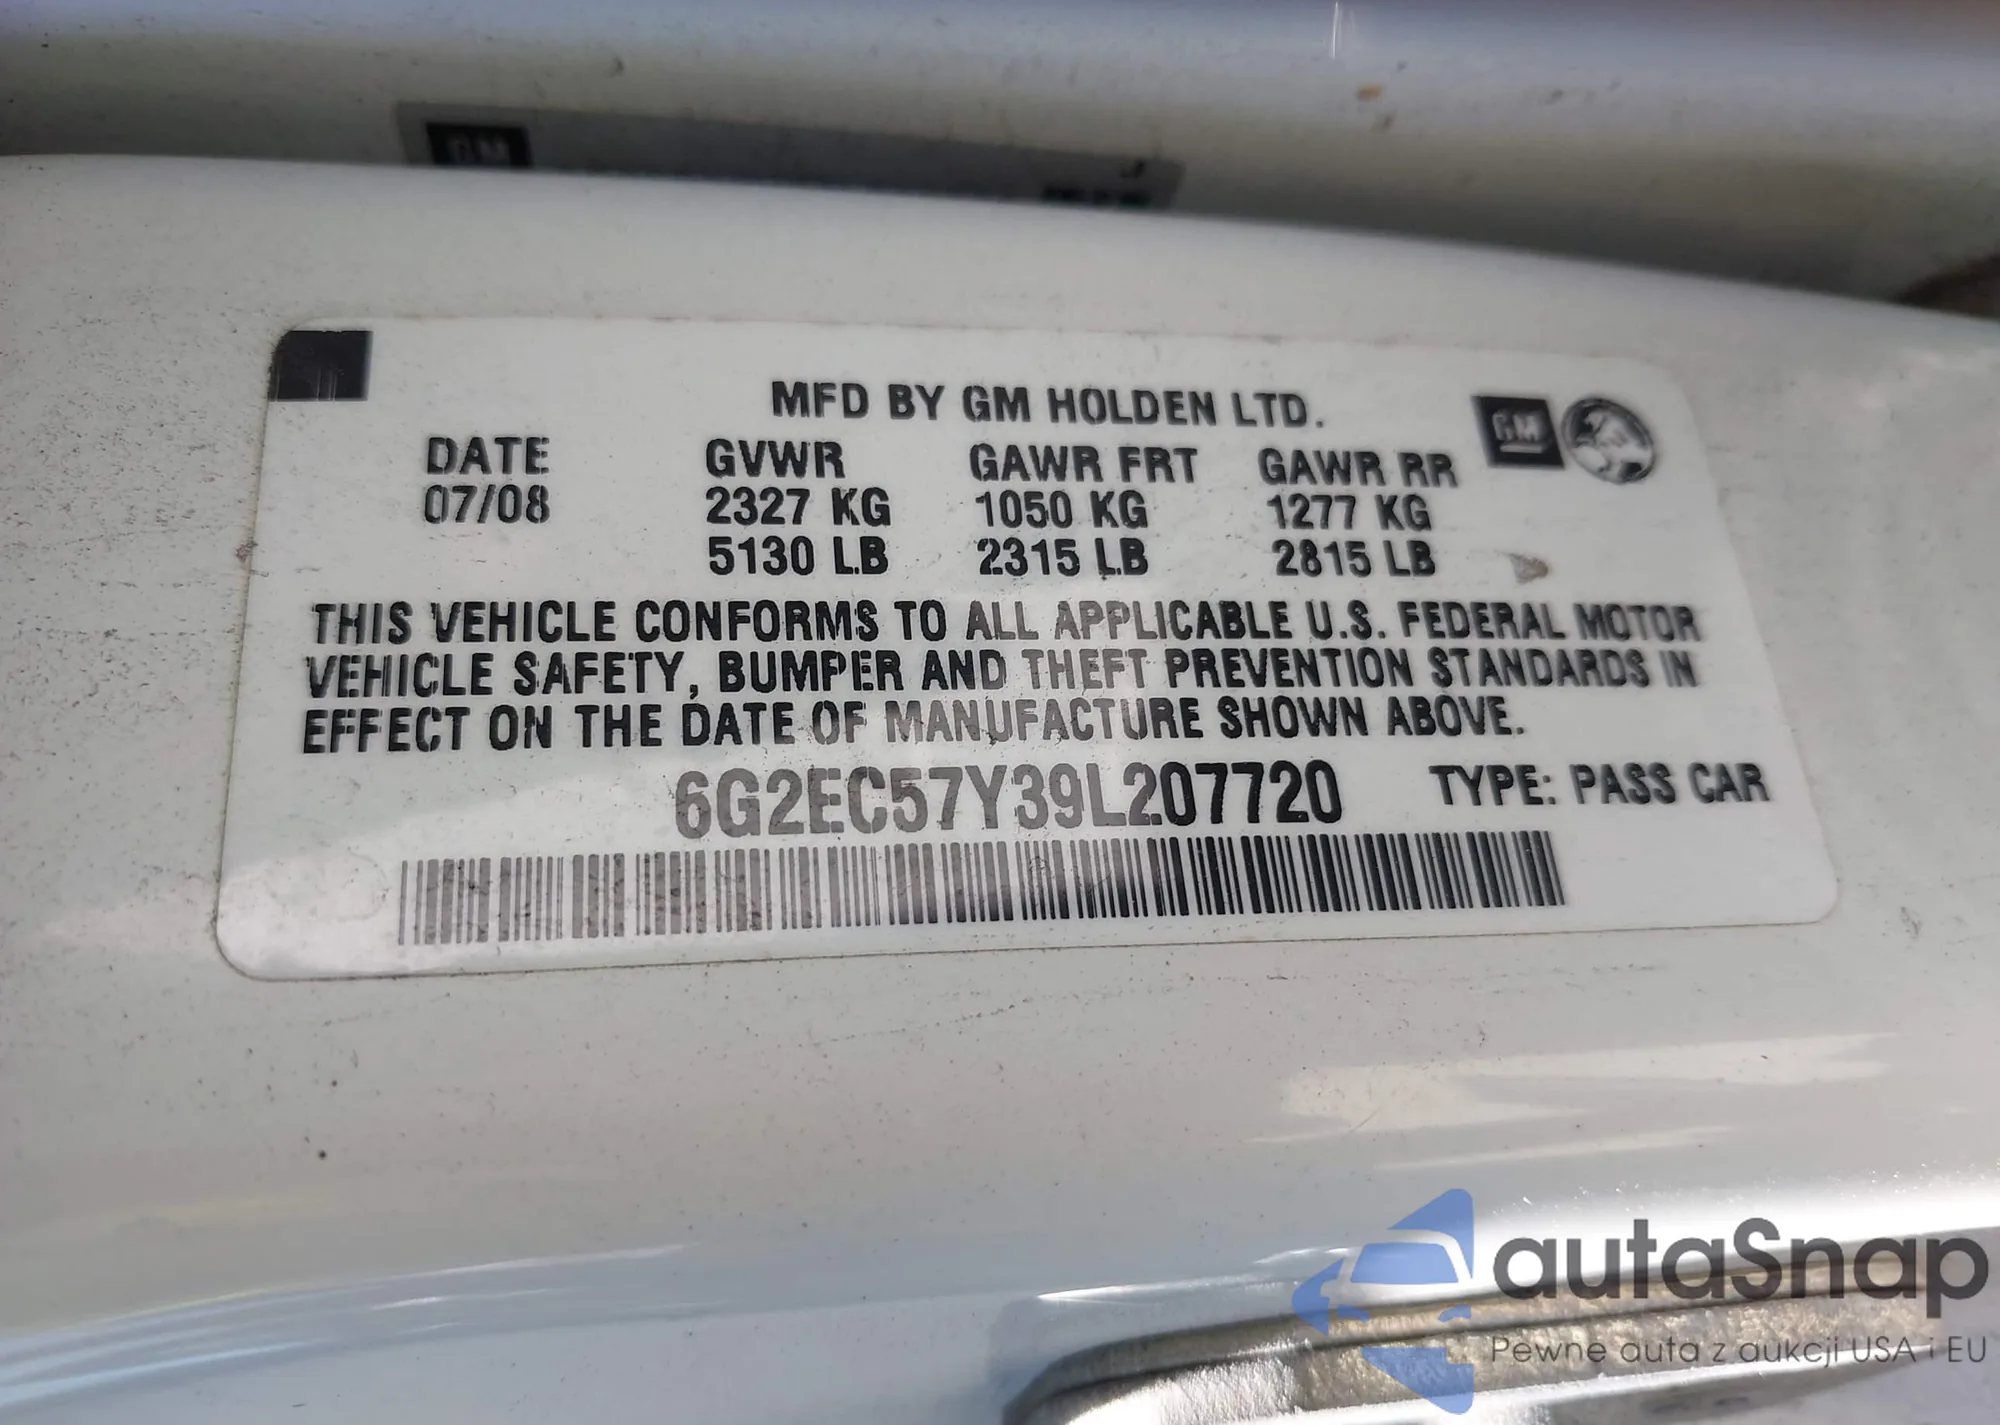 GM
MFD BY GM HOLDEN LTD.
GM
DATE GVWR GAWR FRT GAWR RR
07/08 2327 KG 1050 KG 1277 KG
5130 LB 2315 LB 2815 LB
THIS VEHICLE CONFORMS TO ALL APPLICABLE U.S. FEDERAL MOTOR
VEHICLE SAFETY, BUMPER AND THEFT PREVENTION STANDARDS IN
EFFECT ON THE DATE OF MANUFACTURE SHOWN ABOVE.
6G2EC57Y39L207720 TYPE: PASS CAR
autaSnap
Pewne auta z aukcji USA i EU